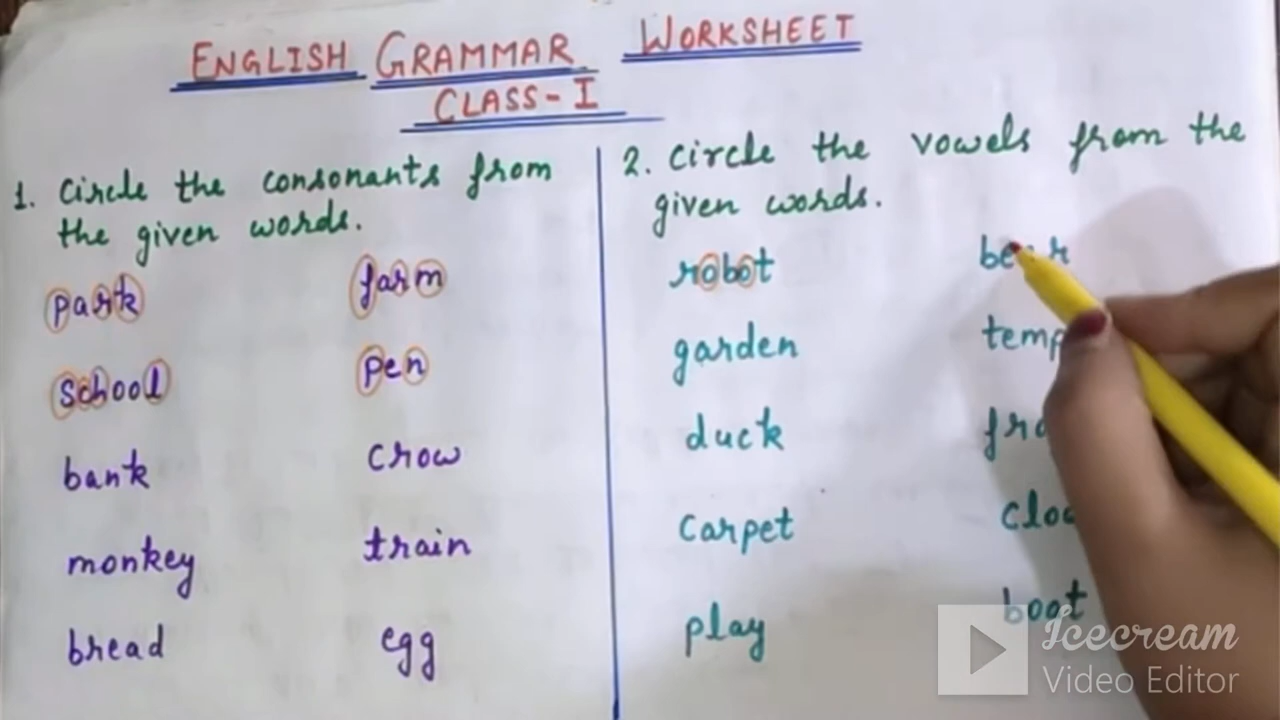 ENGLISH GRAMMAR WORKSHEET
CLASS-I
1. Circle the consonants from
the given words.
park farm
school pen
bank crow
monkey train
bread egg
2. Circle the vowels from the
given words.
robot
garden
duck
carpet
play boat
Icecream
Video Editor